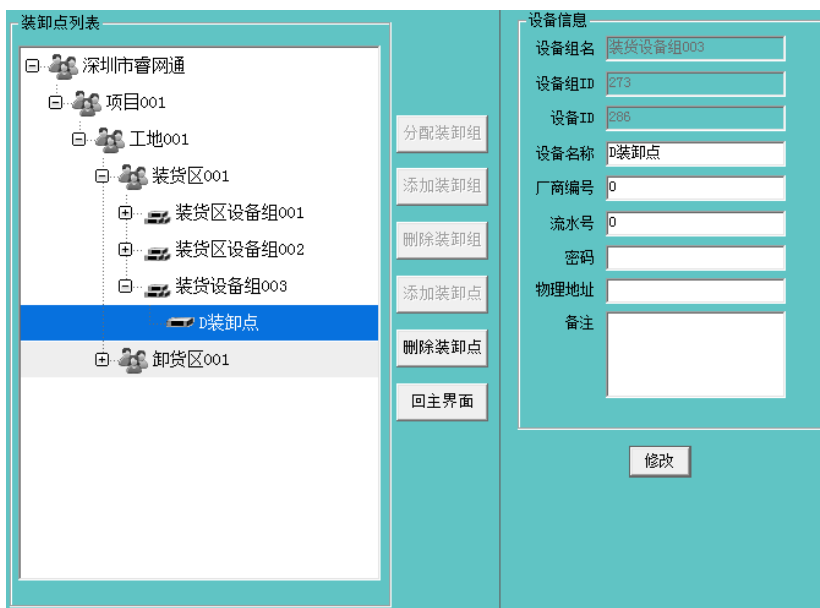 装卸点列表
深圳市睿网通
项目001
工地001
装货区001
装货区设备组001
装货区设备组002
装货设备组003
D装卸点
卸货区001
分配装卸组
添加装卸组
删除装卸组
添加装卸点
删除装卸点
回主界面
设备信息
设备组名 装货设备组003
设备组ID 273
设备ID 286
设备名称 D装卸点
厂商编号 0
流水号 0
密码
物理地址
备注
修改